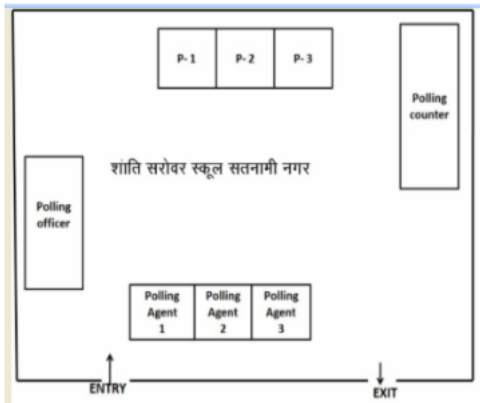 P-1 P-2 P-3
Polling
counter
शांति सरोवर स्कूल सतनामी नगर
Polling
officer
Polling
Agent
1
Polling
Agent
2
Polling
Agent
3
ENTRY
EXIT